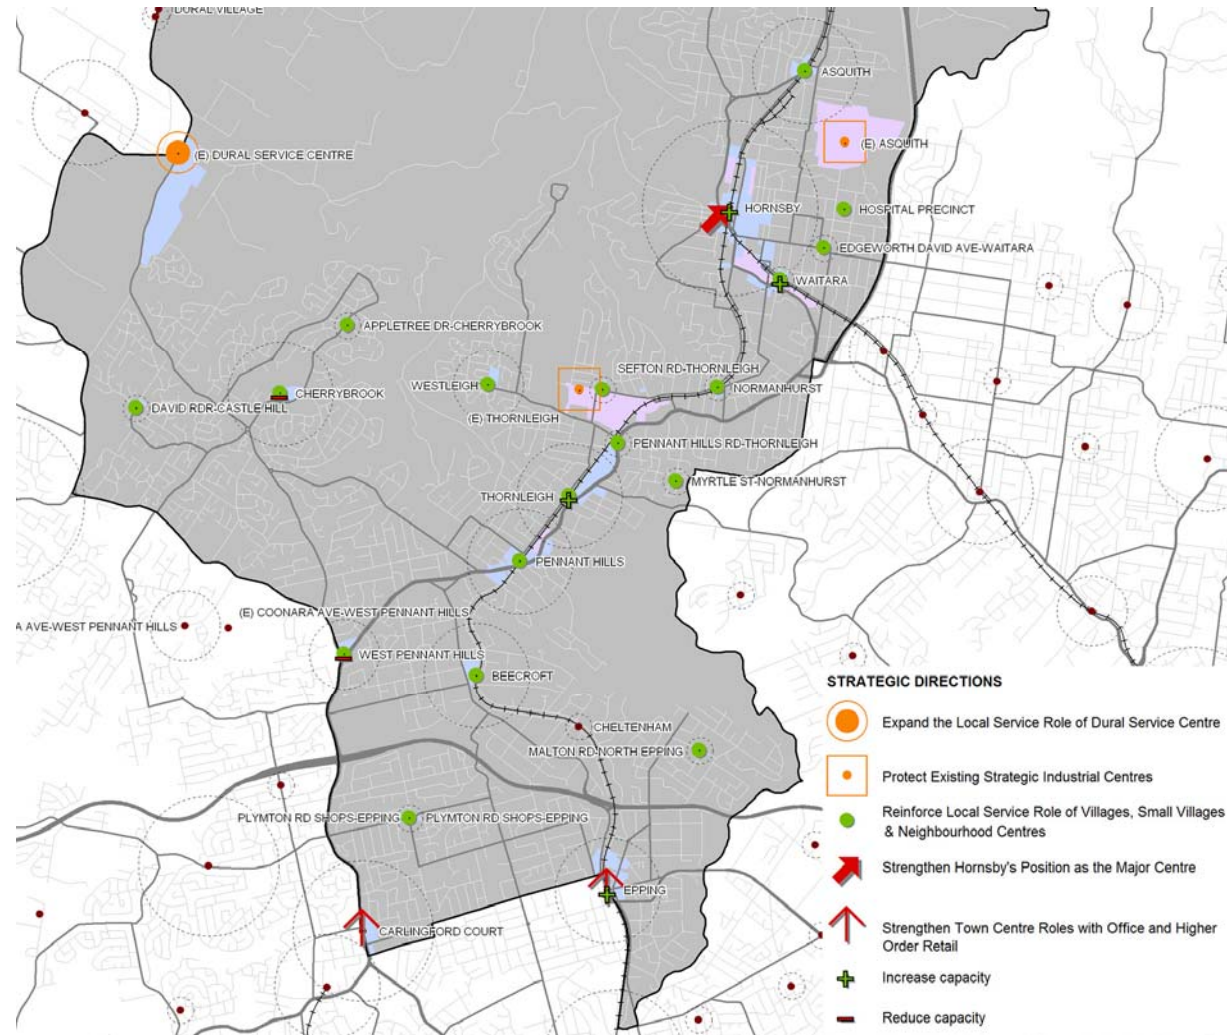 DURAL VILLAGE
ASQUITH
(E) ASQUITH
(E) DURAL SERVICE CENTRE
HORNSBY
HOSPITAL PRECINCT
EDGEWORTH DAVID AVE-WAITARA
WAITARA
APPLETREE DR-CHERRYBROOK
SEFTON RD-THORNLEIGH
WESTLEIGH
NORMANHURST
CHERRYBROOK
DAVID RDR-CASTLE HILL
(E) THORNLEIGH
PENNANT HILLS RD-THORNLEIGH
MYRTLE ST-NORMANHURST
THORNLEIGH
PENNANT HILLS
(E) COONARA AVE-WEST PENNANT HILLS
A AVE-WEST PENNANT HILLS
WEST PENNANT HILLS
BEECROFT
CHELTENHAM
MALTON RD-NORTH EPPING
PLYMTON RD SHOPS-EPPING
PLYMTON RD SHOPS-EPPING
EPPING
CARLINGFORD COURT
STRATEGIC DIRECTIONS
Expand the Local Service Role of Dural Service Centre
Protect Existing Strategic Industrial Centres
Reinforce Local Service Role of Villages, Small Villages
& Neighbourhood Centres
Strengthen Hornsby's Position as the Major Centre
Strengthen Town Centre Roles with Office and Higher
Order Retail
Increase capacity
Reduce capacity